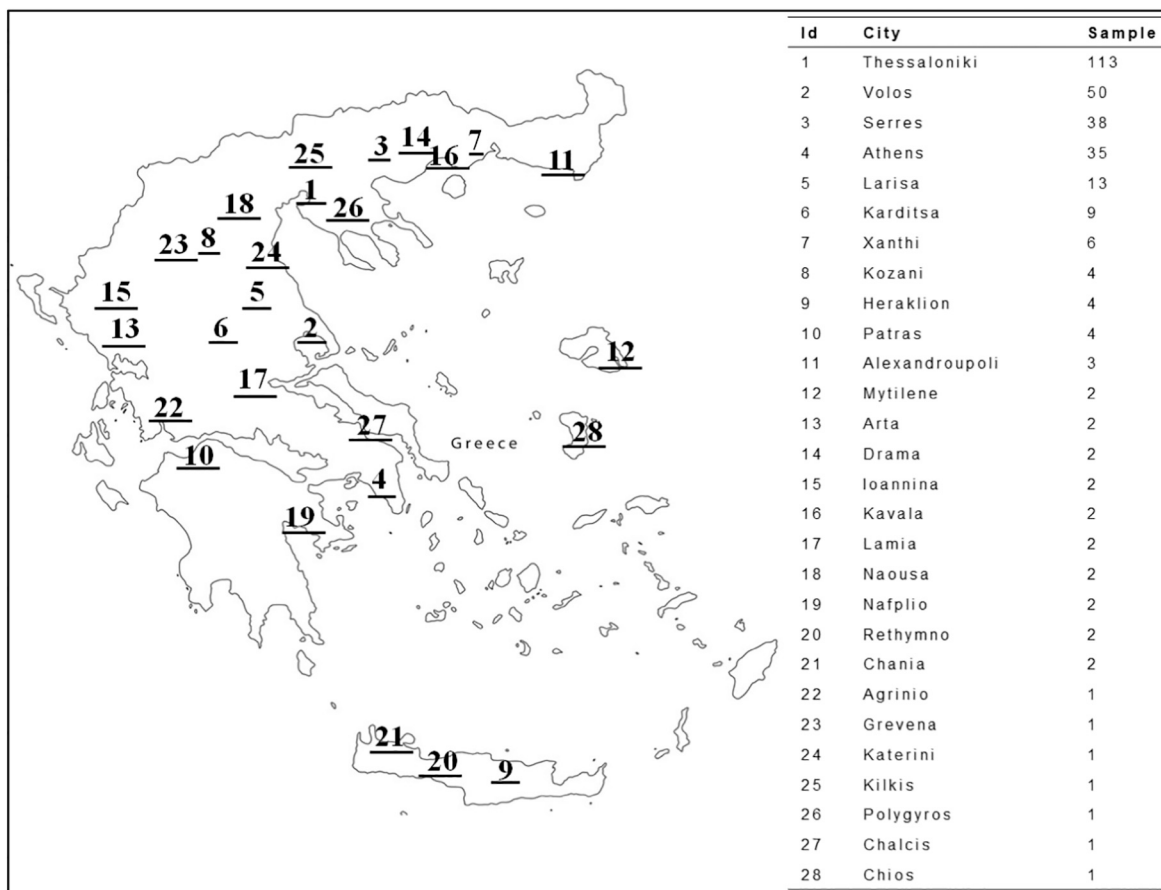 3
14
7
25
16
11
1
18
26
23
8
24
15
5
13
6
2
12
17
22
27
Greece
28
10
4
19
21
20
9
Id City Sample
1 Thessaloniki 113
2 Volos 50
3 Serres 38
4 Athens 35
5 Larisa 13
6 Karditsa 9
7 Xanthi 6
8 Kozani 4
9 Heraklion 4
10 Patras 4
11 Alexandroupoli 3
12 Mytilene 2
13 Arta 2
14 Drama 2
15 Ioannina 2
16 Kavala 2
17 Lamia 2
18 Naousa 2
19 Nafplio 2
20 Rethymno 2
21 Chania 2
22 Agrinio 1
23 Grevena 1
24 Katerini 1
25 Kilkis 1
26 Polygyros 1
27 Chalcis 1
28 Chios 1